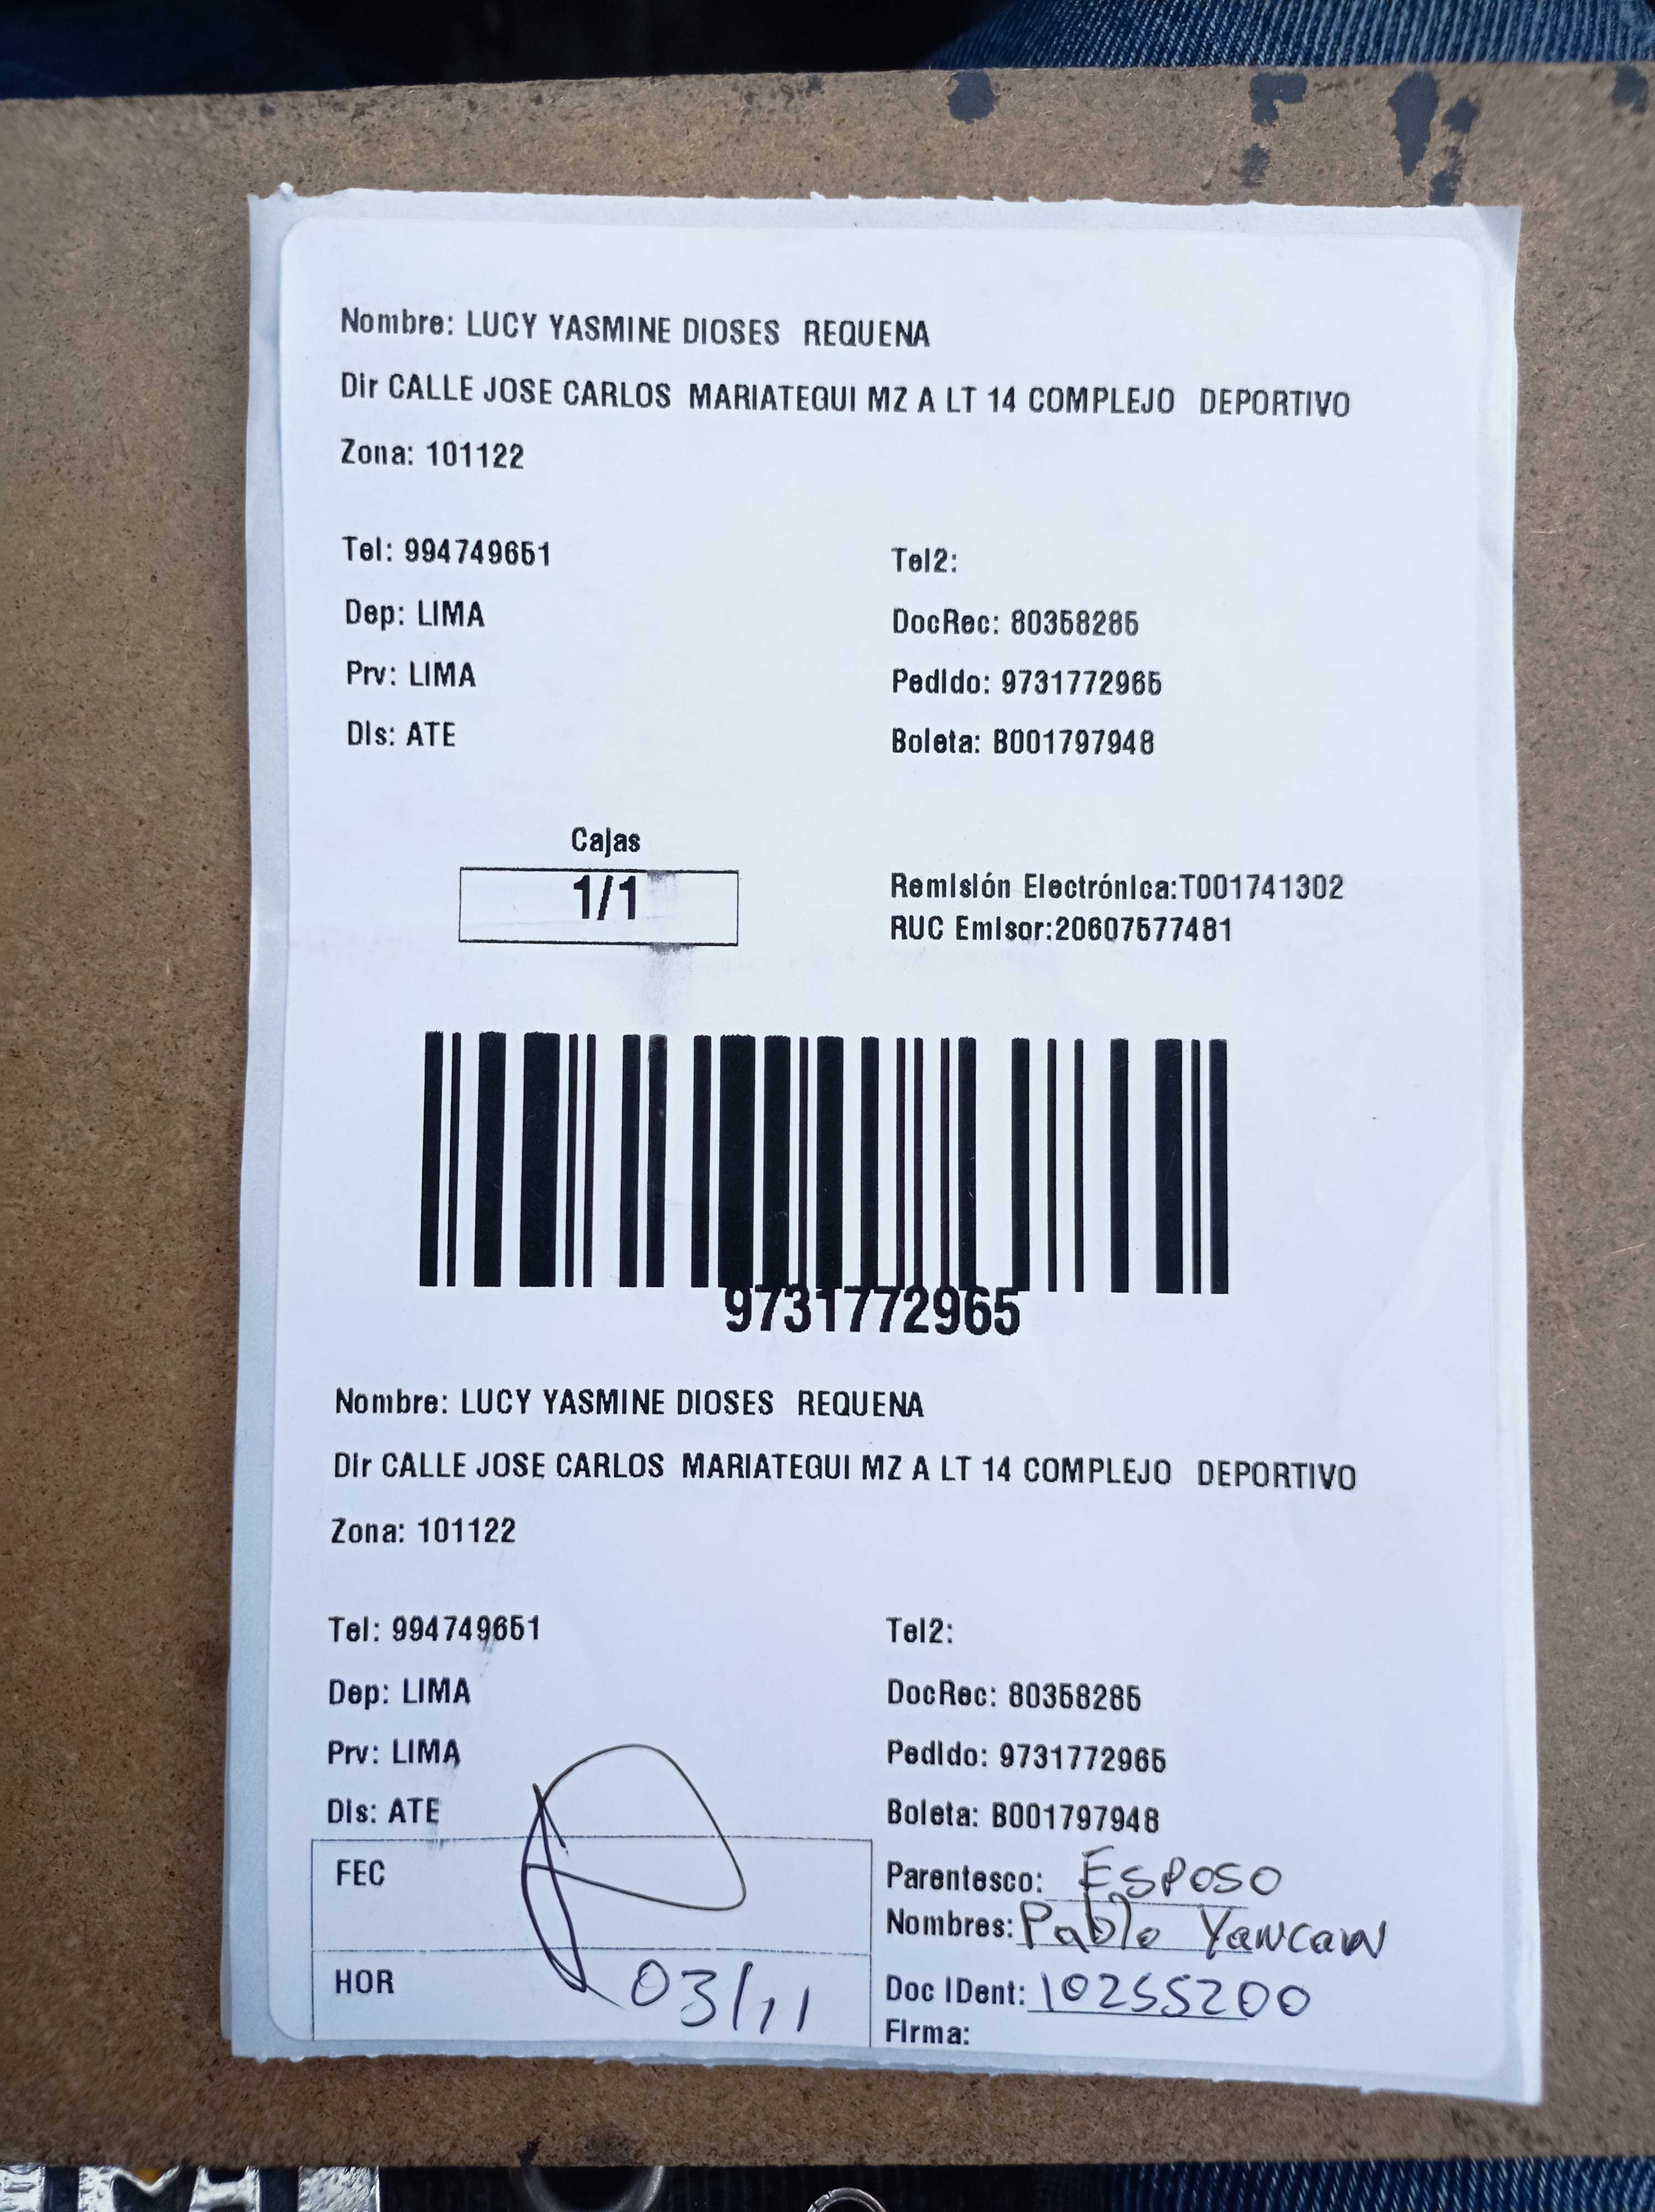 Nombre: LUCY YASMINE DIOSES REQUENA
Dir CALLE JOSE CARLOS MARIATEGUI MZ A LT 14 COMPLEJO DEPORTIVO
Zona: 101122
Tel: 994749651
Tel2:
Dep: LIMA
DocRec: 80358285
Prv: LIMA
Pedido: 9731772965
Dis: ATE
Boleta: B001797948
Cajas
1/1
Remisión Electrónica:T001741302
RUC Emisor:20607577481
9731772965
Nombre: LUCY YASMINE DIOSES REQUENA
Dir CALLE JOSE CARLOS MARIATEGUI MZ A LT 14 COMPLEJO DEPORTIVO
Zona: 101122
Tel: 994749651
Tel2:
Dep: LIMA
DocRec: 80358285
Prv: LIMA
Pedido: 9731772965
Dis: ATE
Boleta: B001797948
FEC
Parentesco: Esposo
Nombres: Pablo Yancan
HOR 03/11
Doc IDent: 10255200
Firma: